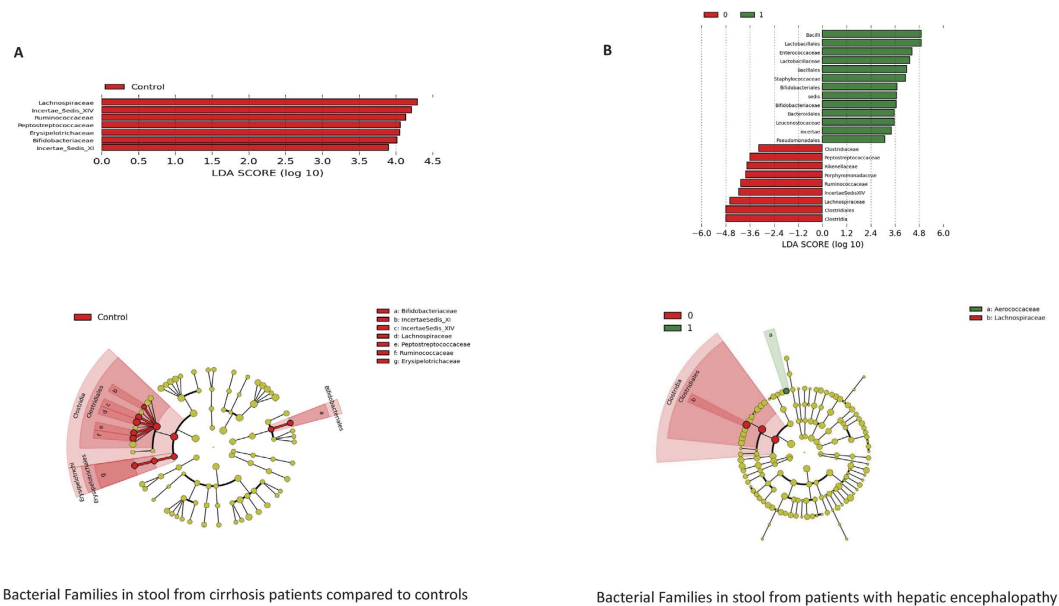 A
Control
Lachnospiraceae
Incertae_Sedis_XIV
Ruminococcaceae
Peptostreptococcaceae
Erysipelotrichaceae
Bifidobacteriaceae
Incertae_Sedis_XI
0.0 0.5 1.0 1.5 2.0 2.5 3.0 3.5 4.0 4.5
LDA SCORE (log 10)
B
0 1
Bacilli
Lactobacillales
Enterococcaceae
Lactobacillaceae
Bacillales
Staphylococcaceae
Bifidobacteriales
sedis
Bifidobacteriaceae
Bacteroidales
Leuconostocaceae
incertae
Pseudomonadales
Clostridiaceae
Peptostreptococcaceae
Rikenellaceae
Porphyromonadaceae
Ruminococcaceae
IncertaeSedisXIV
Lachnospiraceae
Clostridiales
Clostridia
−6.0 −4.8 −3.6 −2.4 −1.2 0.0 1.2 2.4 3.6 4.8 6.0
LDA SCORE (log 10)
Control
a: Bifidobacteriaceae
b: IncertaeSedis_XI
c: IncertaeSedis_XIV
d: Lachnospiraceae
e: Peptostreptococcaceae
f: Ruminococcaceae
g: Erysipelotrichaceae
Clostridia
Clostridiales
b
c
d
e
f
g
Erysipelotrichi
Erysipelotrichales
a
Bifidobacteriales
0
1
a: Aerococcaceae
b: Lachnospiraceae
a
Clostridia
Clostridiales
b
Bacterial Families in stool from cirrhosis patients compared to controls
Bacterial Families in stool from patients with hepatic encephalopathy